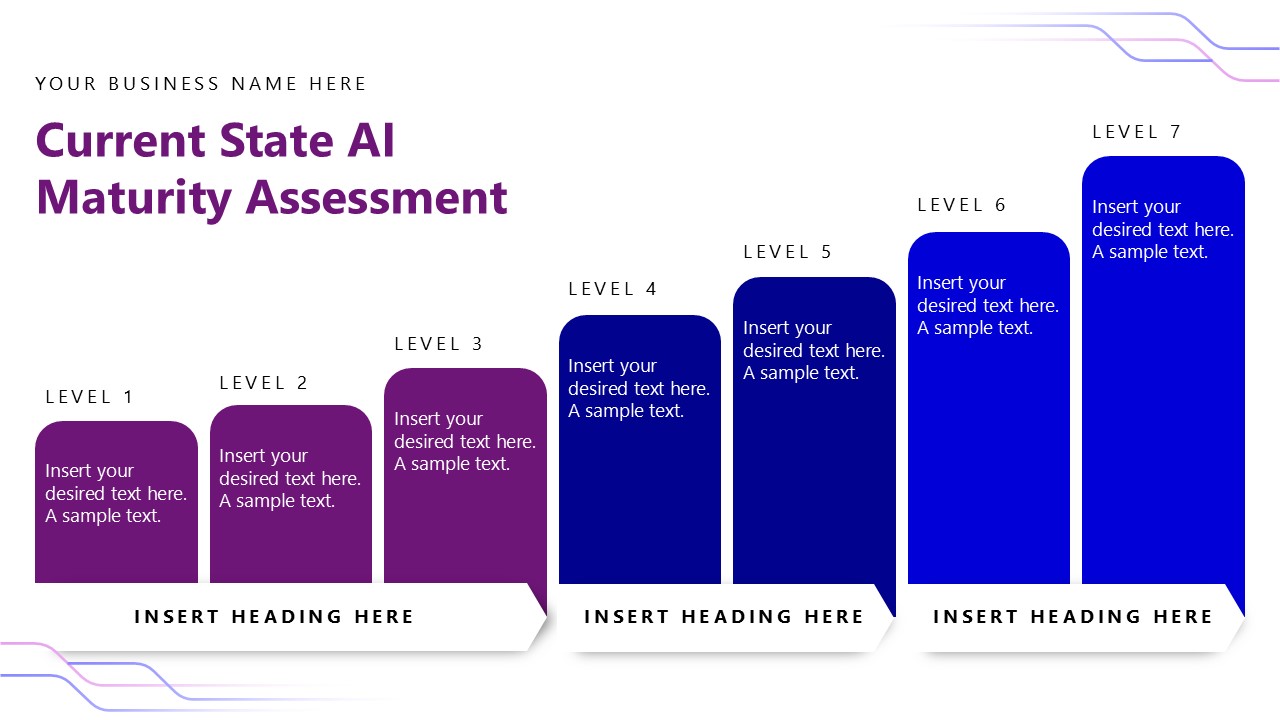 YOUR BUSINESS NAME HERE
Current State AI
Maturity Assessment
LEVEL 1
Insert your
desired text here.
A sample text.
LEVEL 2
Insert your
desired text here.
A sample text.
LEVEL 3
Insert your
desired text here.
A sample text.
LEVEL 4
Insert your
desired text here.
A sample text.
LEVEL 5
Insert your
desired text here.
A sample text.
LEVEL 6
Insert your
desired text here.
A sample text.
LEVEL 7
Insert your
desired text here.
A sample text.
INSERT HEADING HERE
INSERT HEADING HERE
INSERT HEADING HERE